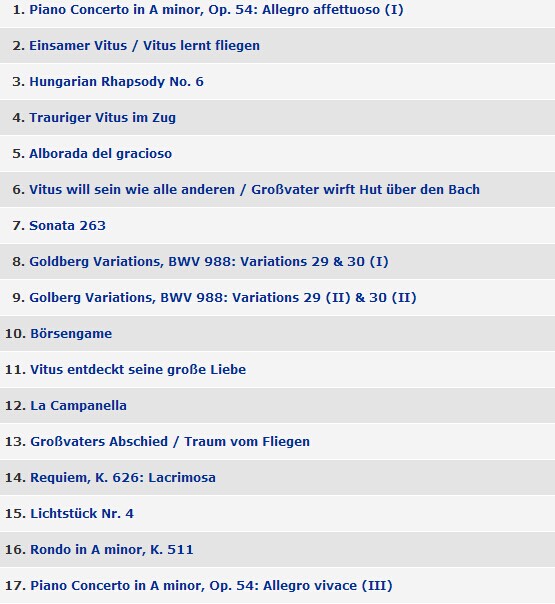 1. Piano Concerto in A minor, Op. 54: Allegro affettuoso (I)
2. Einsamer Vitus / Vitus lernt fliegen
3. Hungarian Rhapsody No. 6
4. Trauriger Vitus im Zug
5. Alborada del gracioso
6. Vitus will sein wie alle anderen / Großvater wirft Hut über den Bach
7. Sonata 263
8. Goldberg Variations, BWV 988: Variations 29 & 30 (I)
9. Golberg Variations, BWV 988: Variations 29 (II) & 30 (II)
10. Börsengame
11. Vitus entdeckt seine große Liebe
12. La Campanella
13. Großvaters Abschied / Traum vom Fliegen
14. Requiem, K. 626: Lacrimosa
15. Lichtstück Nr. 4
16. Rondo in A minor, K. 511
17. Piano Concerto in A minor, Op. 54: Allegro vivace (III)